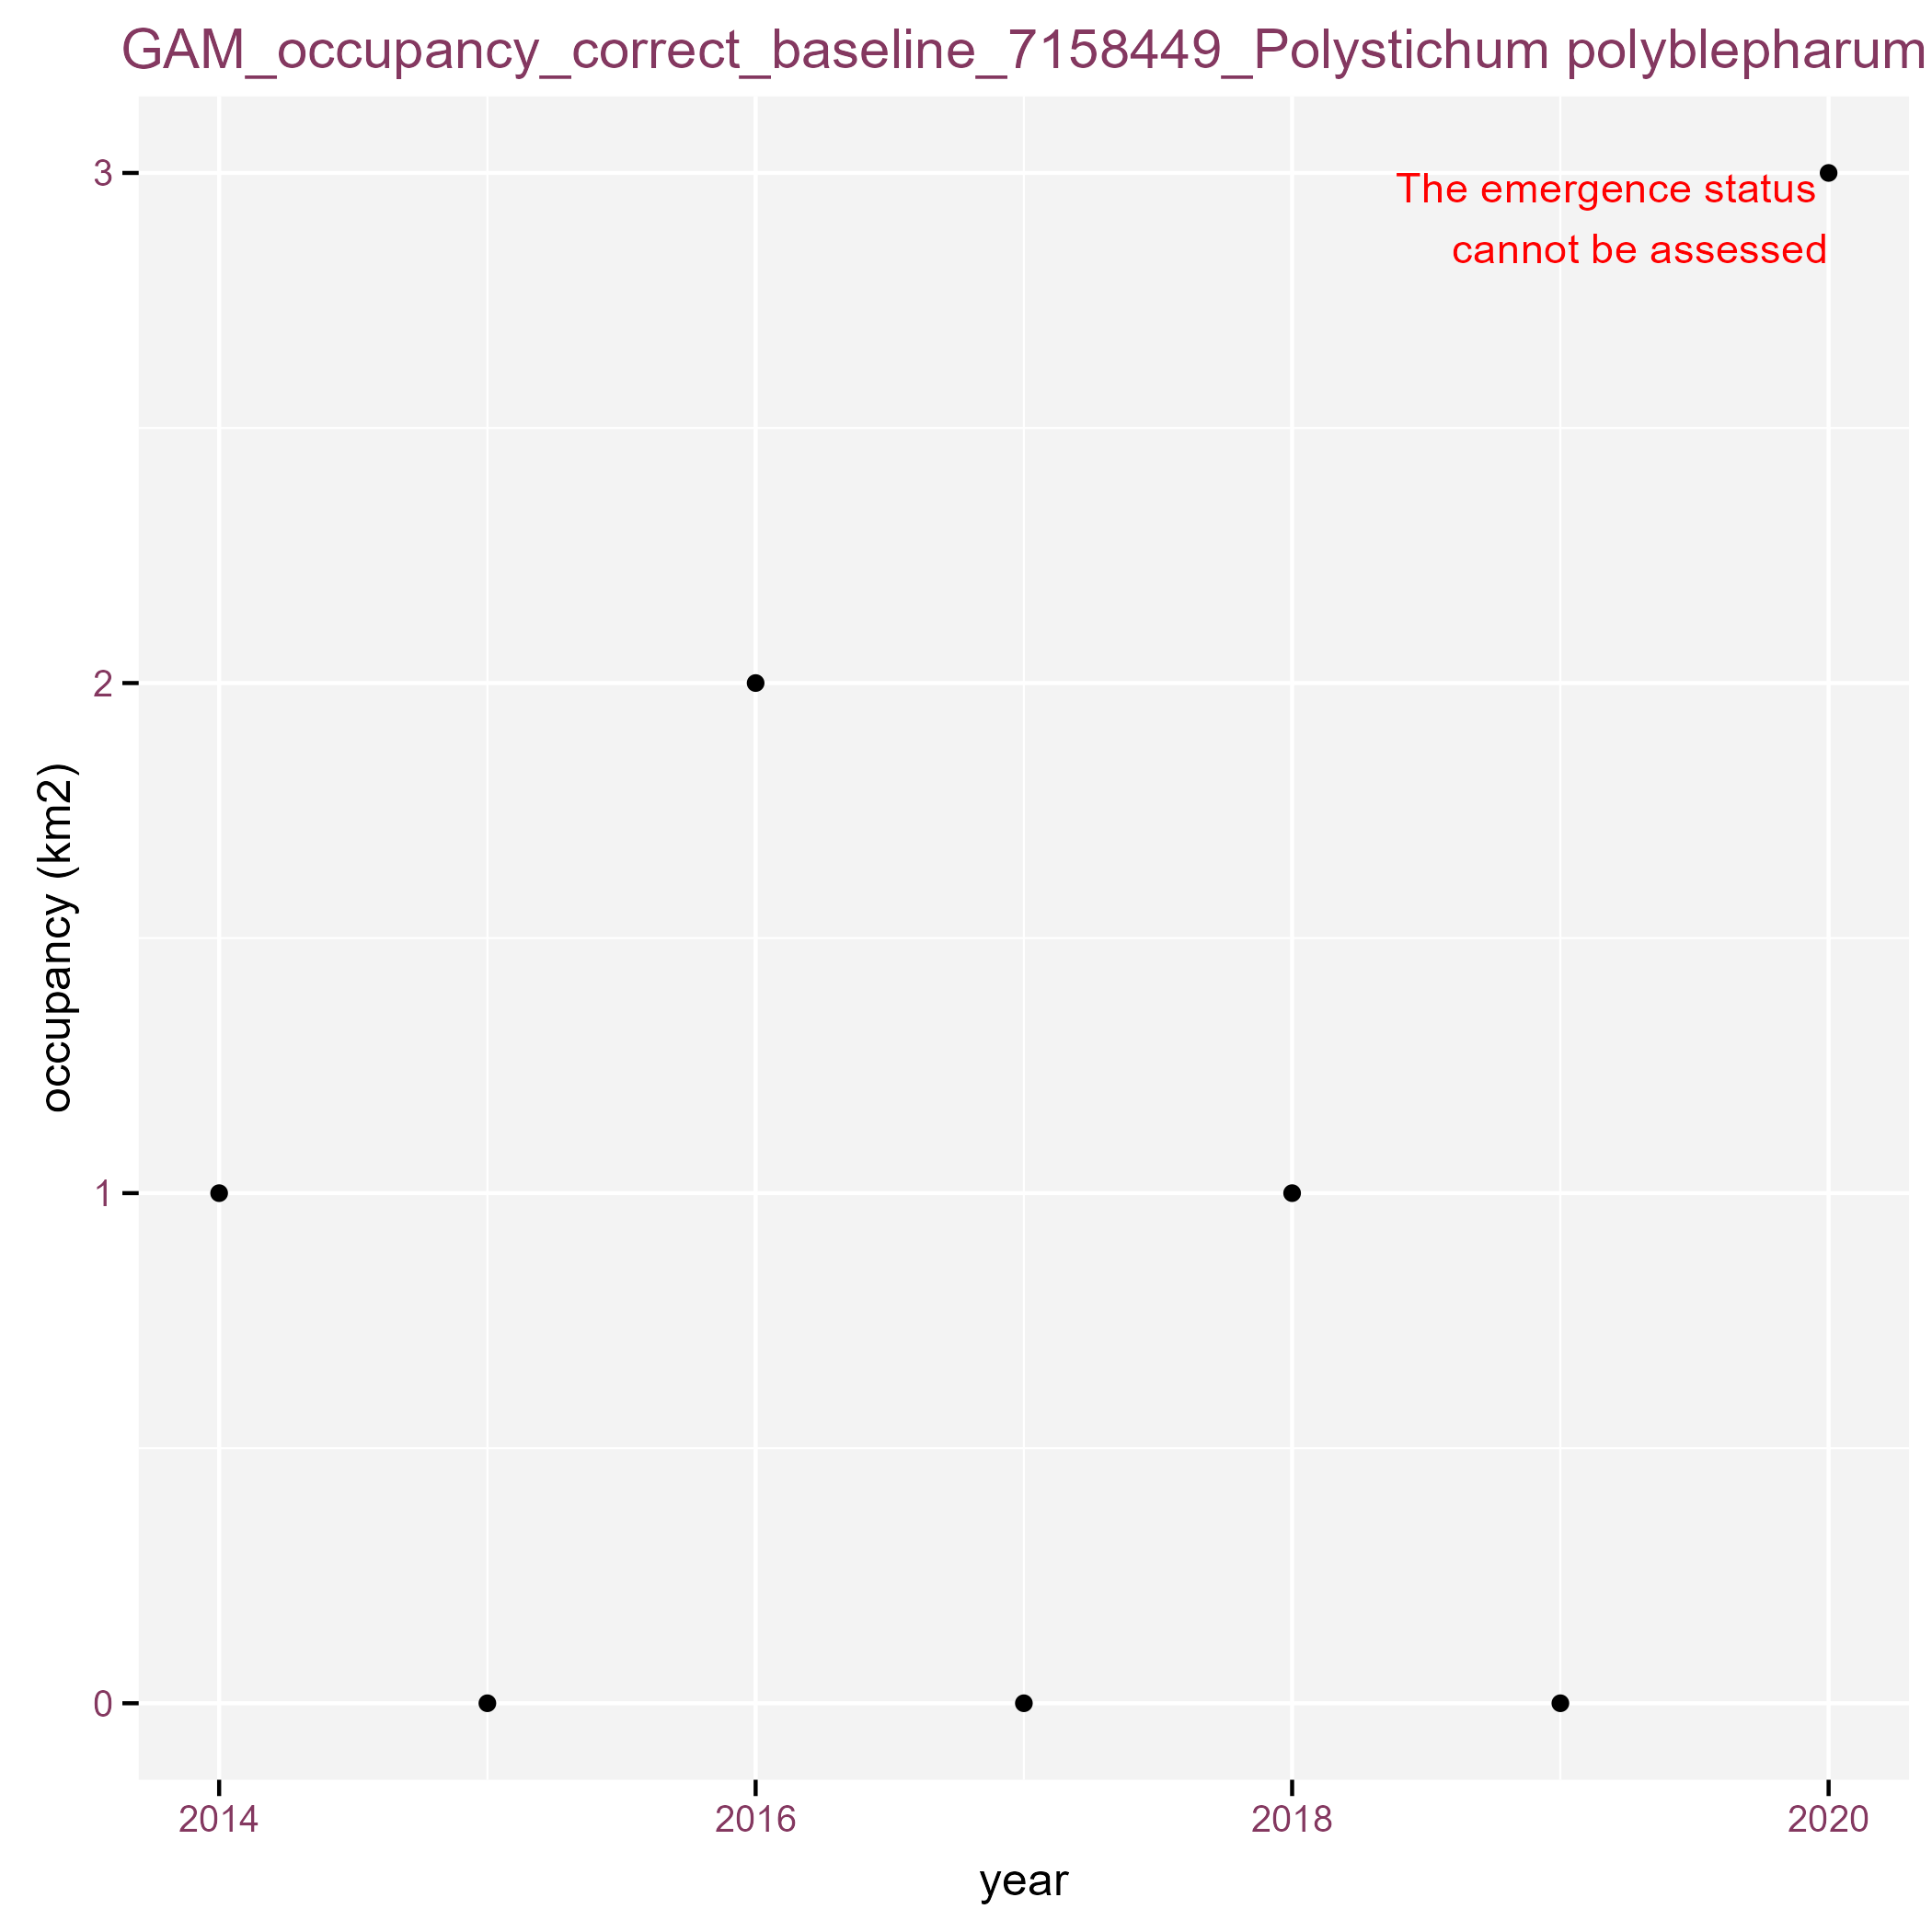 GAM_occupancy_correct_baseline_7158449_Polystichum polyblepharum
3
The emergence status
cannot be assessed
2
occupancy (km2)
1
0
2014 2016 2018 2020
year